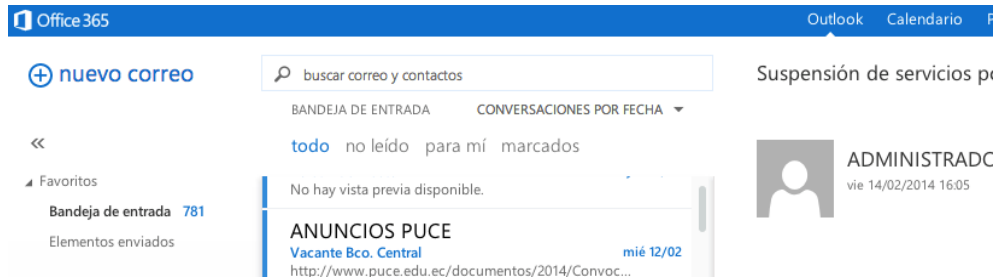 Office 365
Outlook Calendario
nuevo correo
buscar correo y contactos
BANDEJA DE ENTRADA CONVERSACIONES POR FECHA
todo no leído para mí marcados
Favoritos
Bandeja de entrada 781
Elementos enviados
No hay vista previa disponible.
ANUNCIOS PUCE
Vacante Bco. Central mié 12/02
http://www.puce.edu.ec/documentos/2014/Convoc...
Suspensión de servicios
ADMINISTRADO
vie 14/02/2014 16:05